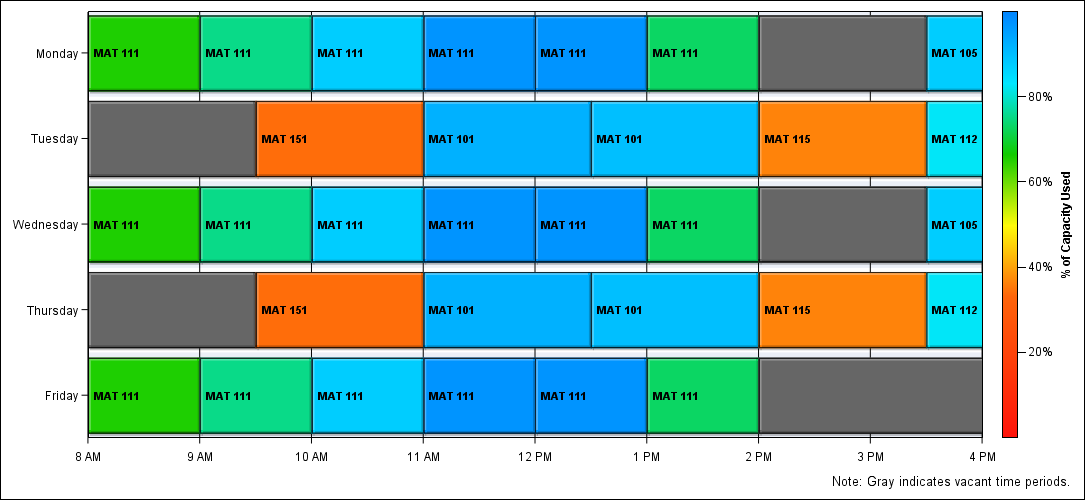 Monday
MAT 111 MAT 111 MAT 111 MAT 111 MAT 111 MAT 111 MAT 105
Tuesday
MAT 151 MAT 101 MAT 101 MAT 115 MAT 112
Wednesday
MAT 111 MAT 111 MAT 111 MAT 111 MAT 111 MAT 111 MAT 105
Thursday
MAT 151 MAT 101 MAT 101 MAT 115 MAT 112
Friday
MAT 111 MAT 111 MAT 111 MAT 111 MAT 111 MAT 111
8 AM 9 AM 10 AM 11 AM 12 PM 1 PM 2 PM 3 PM 4 PM
80%
60%
40%
20%
% of Capacity Used
Note: Gray indicates vacant time periods.